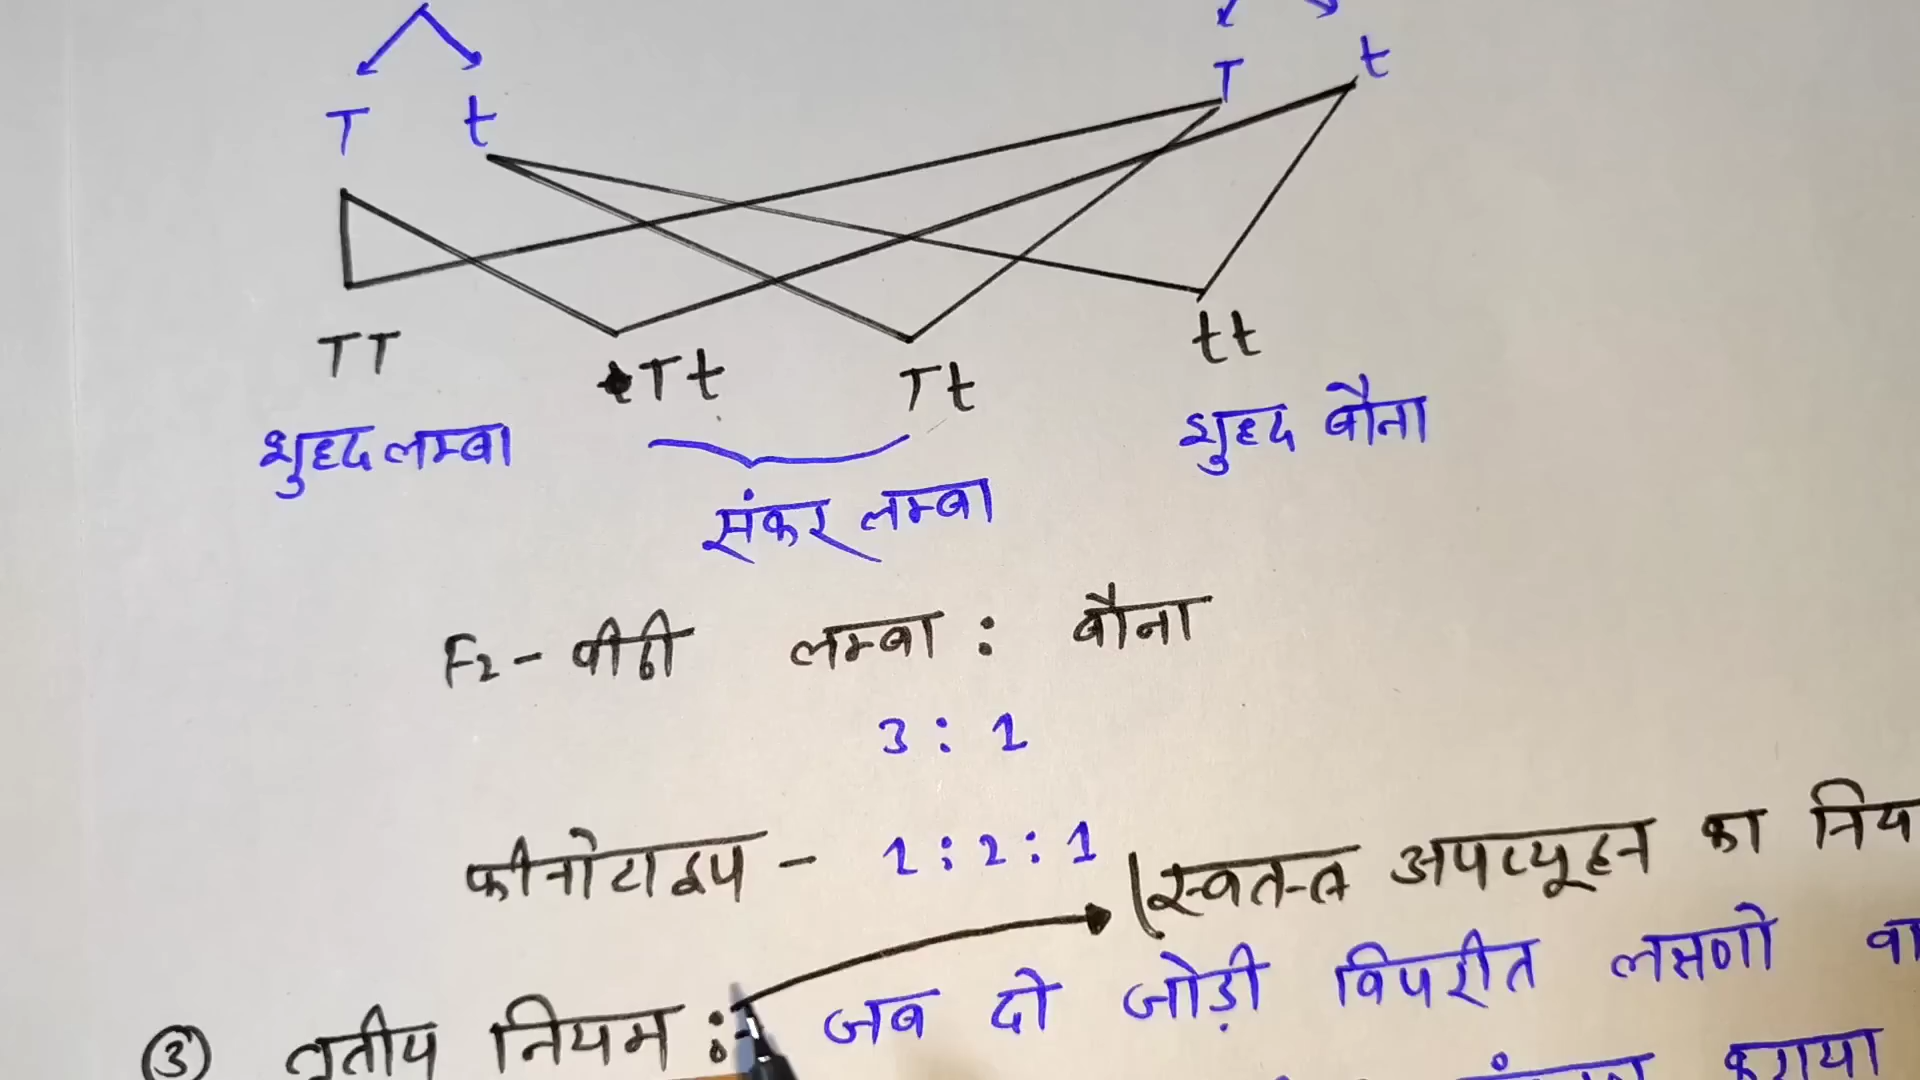 T t T t
TT Tt Tt tt
शुद्ध लम्बा शुद्ध बौना
संकर लम्बा
F2 - पीढी लम्बा : बौना
3 : 1
फीनोटाइप - 1 : 2 : 1
(स्वतन्त्र अपव्यूहन का निय
③ तृतीय नियम :- जब दो जोड़ी विपरीत लक्षणो वा
कराया